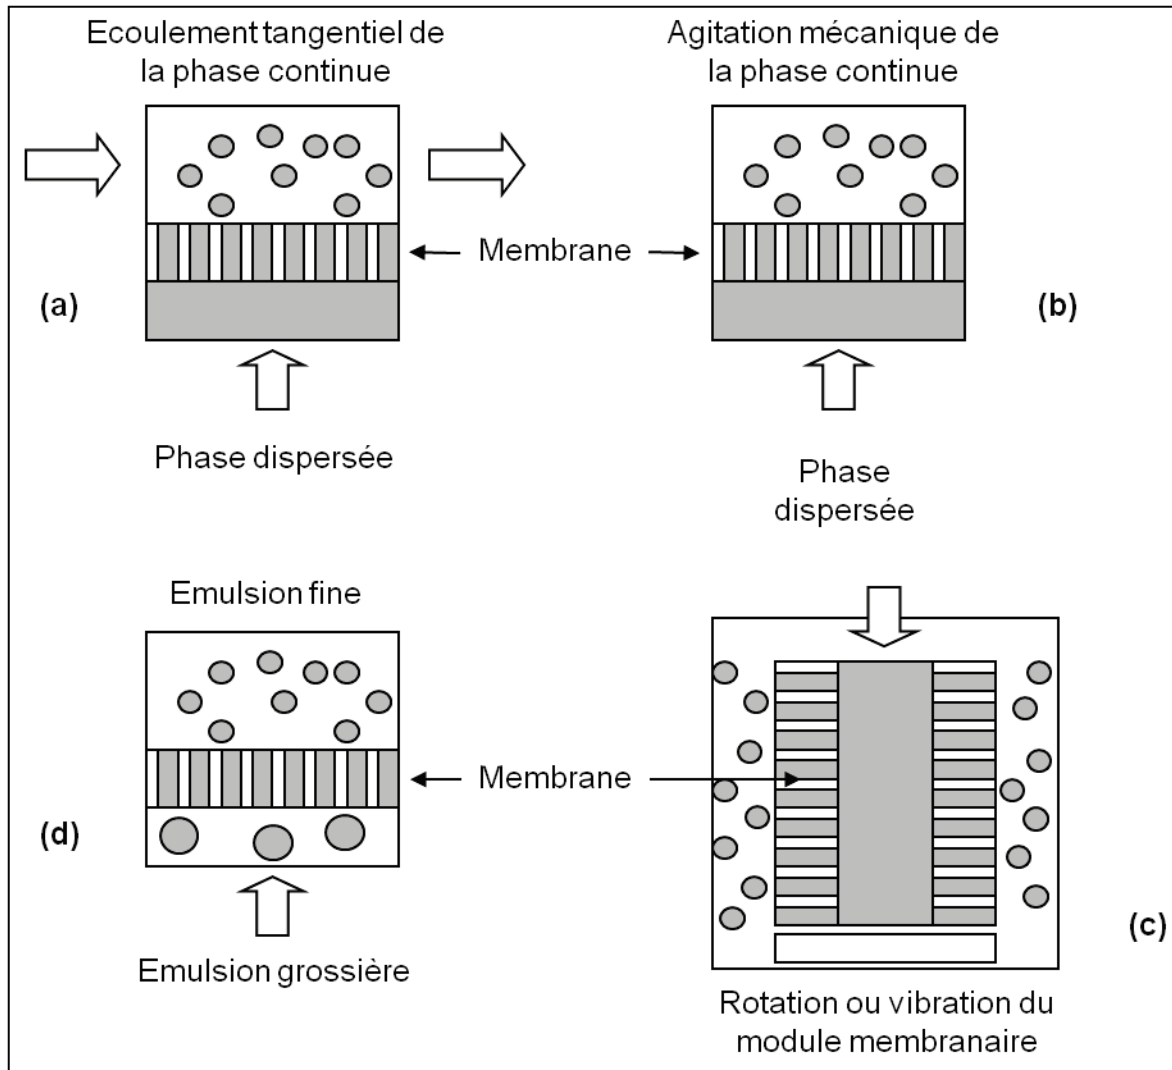 Ecoulement tangentiel de
la phase continue
Agitation mécanique de
la phase continue
Membrane
(a)
(b)
Phase dispersée
Phase
dispersée
Emulsion fine
Membrane
(d)
(c)
Emulsion grossière
Rotation ou vibration du
module membranaire